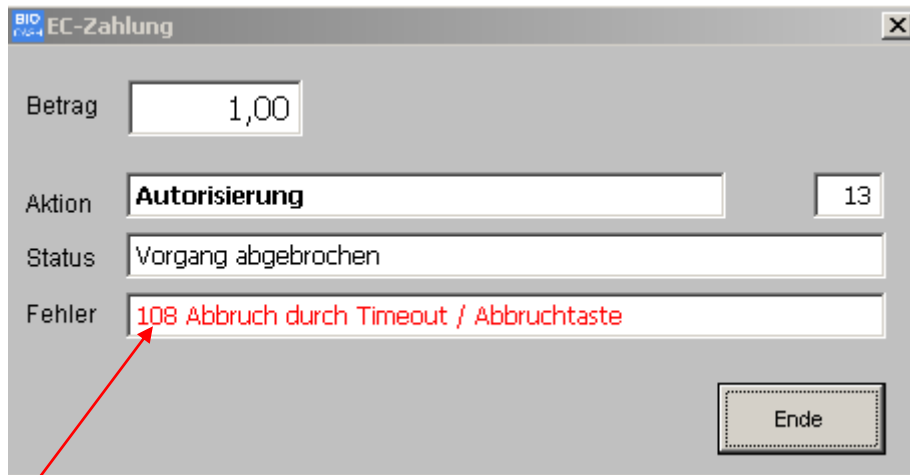 BIO CASH EC-Zahlung
Betrag 1,00
Aktion Autorisierung 13
Status Vorgang abgebrochen
Fehler 108 Abbruch durch Timeout / Abbruchtaste
Ende